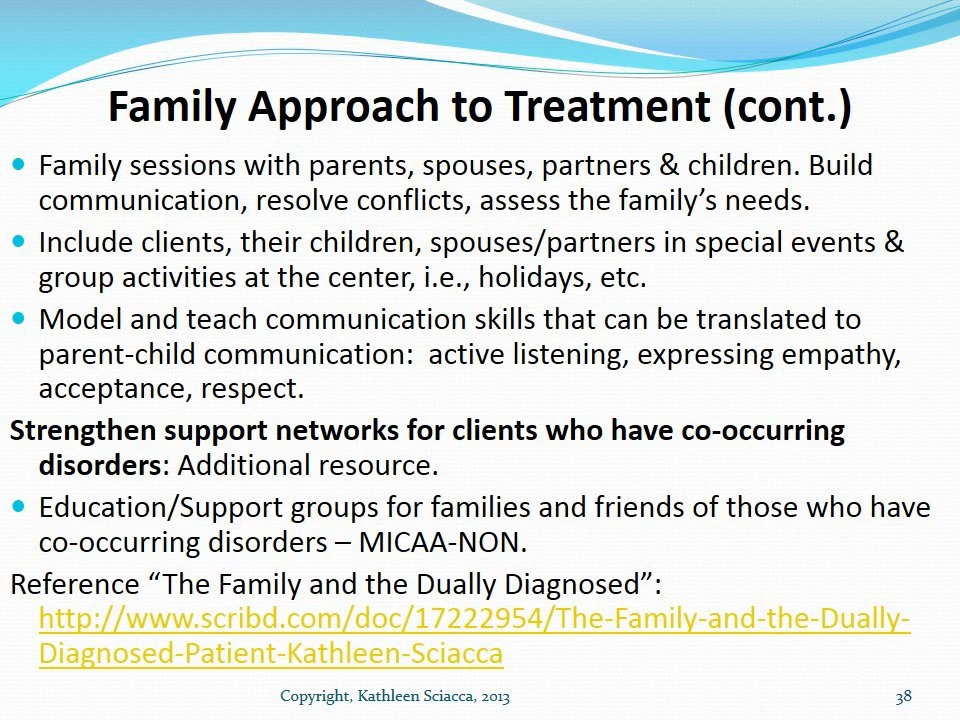 Family Approach to Treatment (cont.)
Family sessions with parents, spouses, partners & children. Build
communication, resolve conflicts, assess the family’s needs.
Include clients, their children, spouses/partners in special events &
group activities at the center, i.e., holidays, etc.
Model and teach communication skills that can be translated to
parent-child communication:  active listening, expressing empathy,
acceptance, respect.
Strengthen support networks for clients who have co-occurring
disorders: Additional resource.
Education/Support groups for families and friends of those who have
co-occurring disorders – MICAA-NON.
Reference “The Family and the Dually Diagnosed”:
http://www.scribd.com/doc/17222954/The-Family-and-the-Dually-
Diagnosed-Patient-Kathleen-Sciacca
Copyright, Kathleen Sciacca, 2013
38